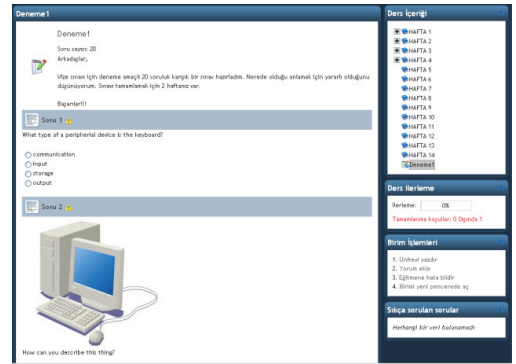 Deneme1
Deneme1
Soru sayısı: 20
Arkadaşlar,
Vize sınavı için deneme amaçlı 20 soruluk karışık bir sınav hazırladım. Nerede olduğu anlamak için yararlı olduğunu
düşünüyorum. Sınavı tamamlamak için 2 haftanız var.
Başarılar!!!
Soru 1
What type of a peripherial device is the keyboard?
communication
input
storage
output
Soru 2
How can you describe this thing?
Ders İçeriği
HAFTA 1
HAFTA 2
HAFTA 3
HAFTA 4
HAFTA 5
HAFTA 6
HAFTA 7
HAFTA 8
HAFTA 9
HAFTA 10
HAFTA 11
HAFTA 12
HAFTA 13
HAFTA 14
Deneme1
Ders ilerleme
İlerleme: 0%
Tamamlanma koşulları: 0 Dışında 1
Birim İşlemleri
1. Üniteyi yazdır
2. Yorum ekle
3. Eğitmene hata bildir
4. Birimi yeni pencerede aç
Sıkça sorulan sorular
Herhangi bir veri bulunamadı